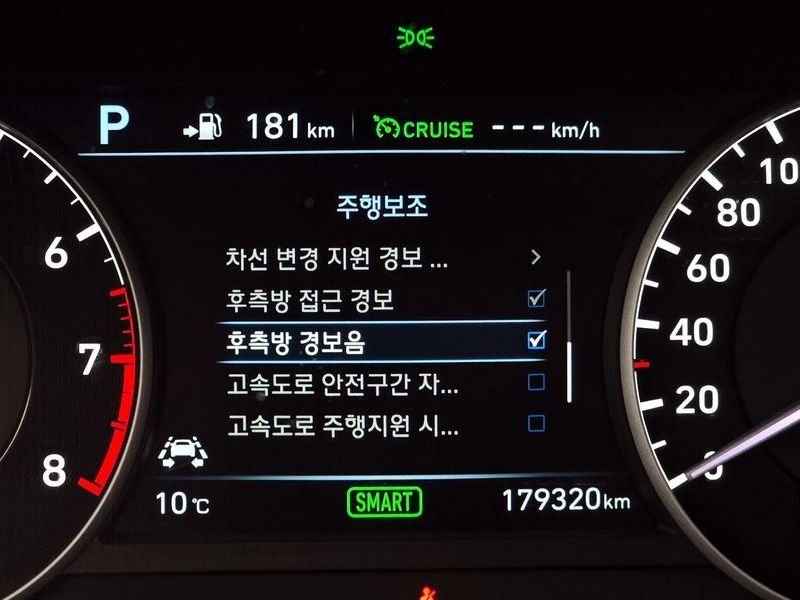 P 181 km CRUISE --- km/h
주행보조
차선 변경 지원 경보 ...
후측방 접근 경보
후측방 경보음
고속도로 안전구간 자...
고속도로 주행지원 시...
6
7
8
100
80
60
40
20
0
10°C SMART 179320km